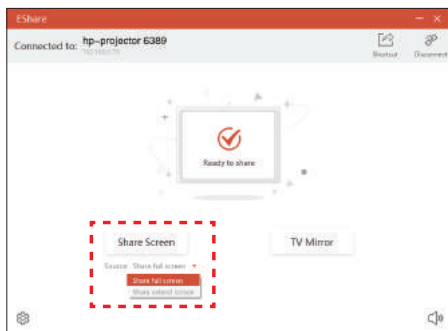 EShare
Connected to: hp-projector 6389
Shortcut
Disconnect
Ready to share
Share Screen
TV Mirror
Source: Share full screen
Share full screen
Share extend screen